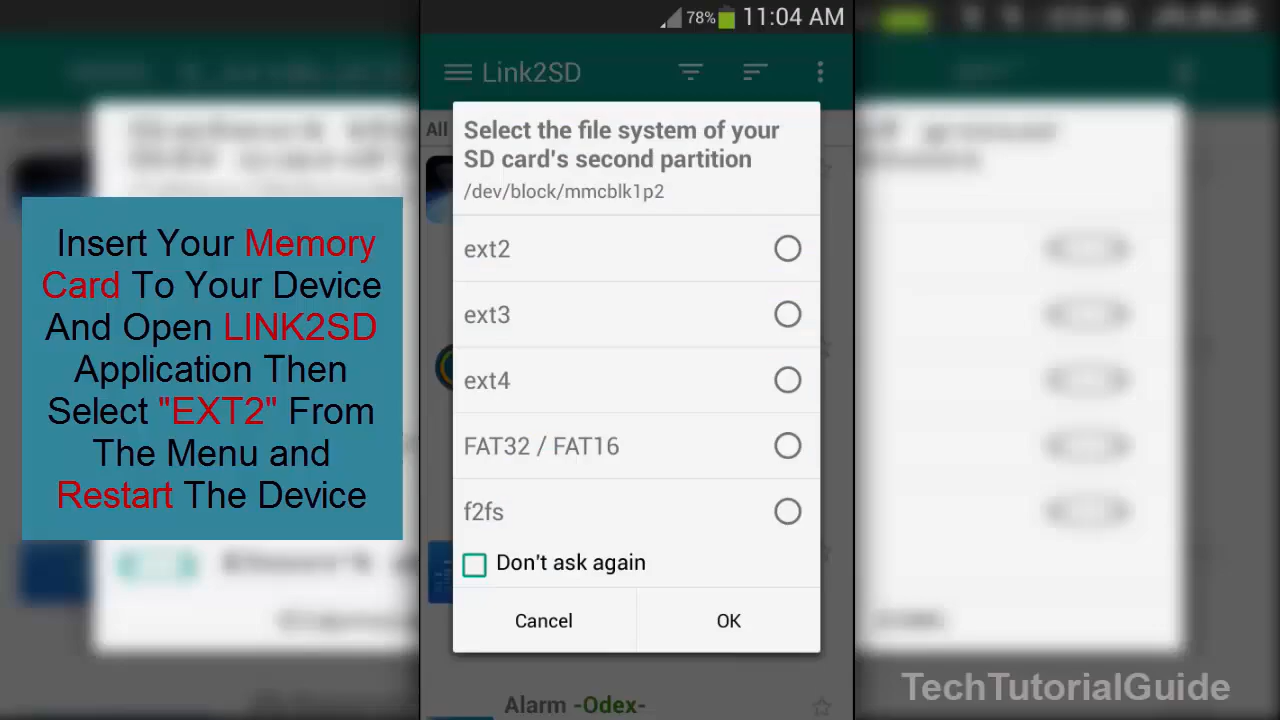 78% 11:04 AM
Link2SD
All
Select the file system of your
SD card's second partition
/dev/block/mmcblk1p2
ext2
ext3
ext4
FAT32 / FAT16
f2fs
Don't ask again
Cancel OK
Alarm -Odex-
Insert Your Memory
Card To Your Device
And Open LINK2SD
Application Then
Select "EXT2" From
The Menu and
Restart The Device
TechTutorialGuide